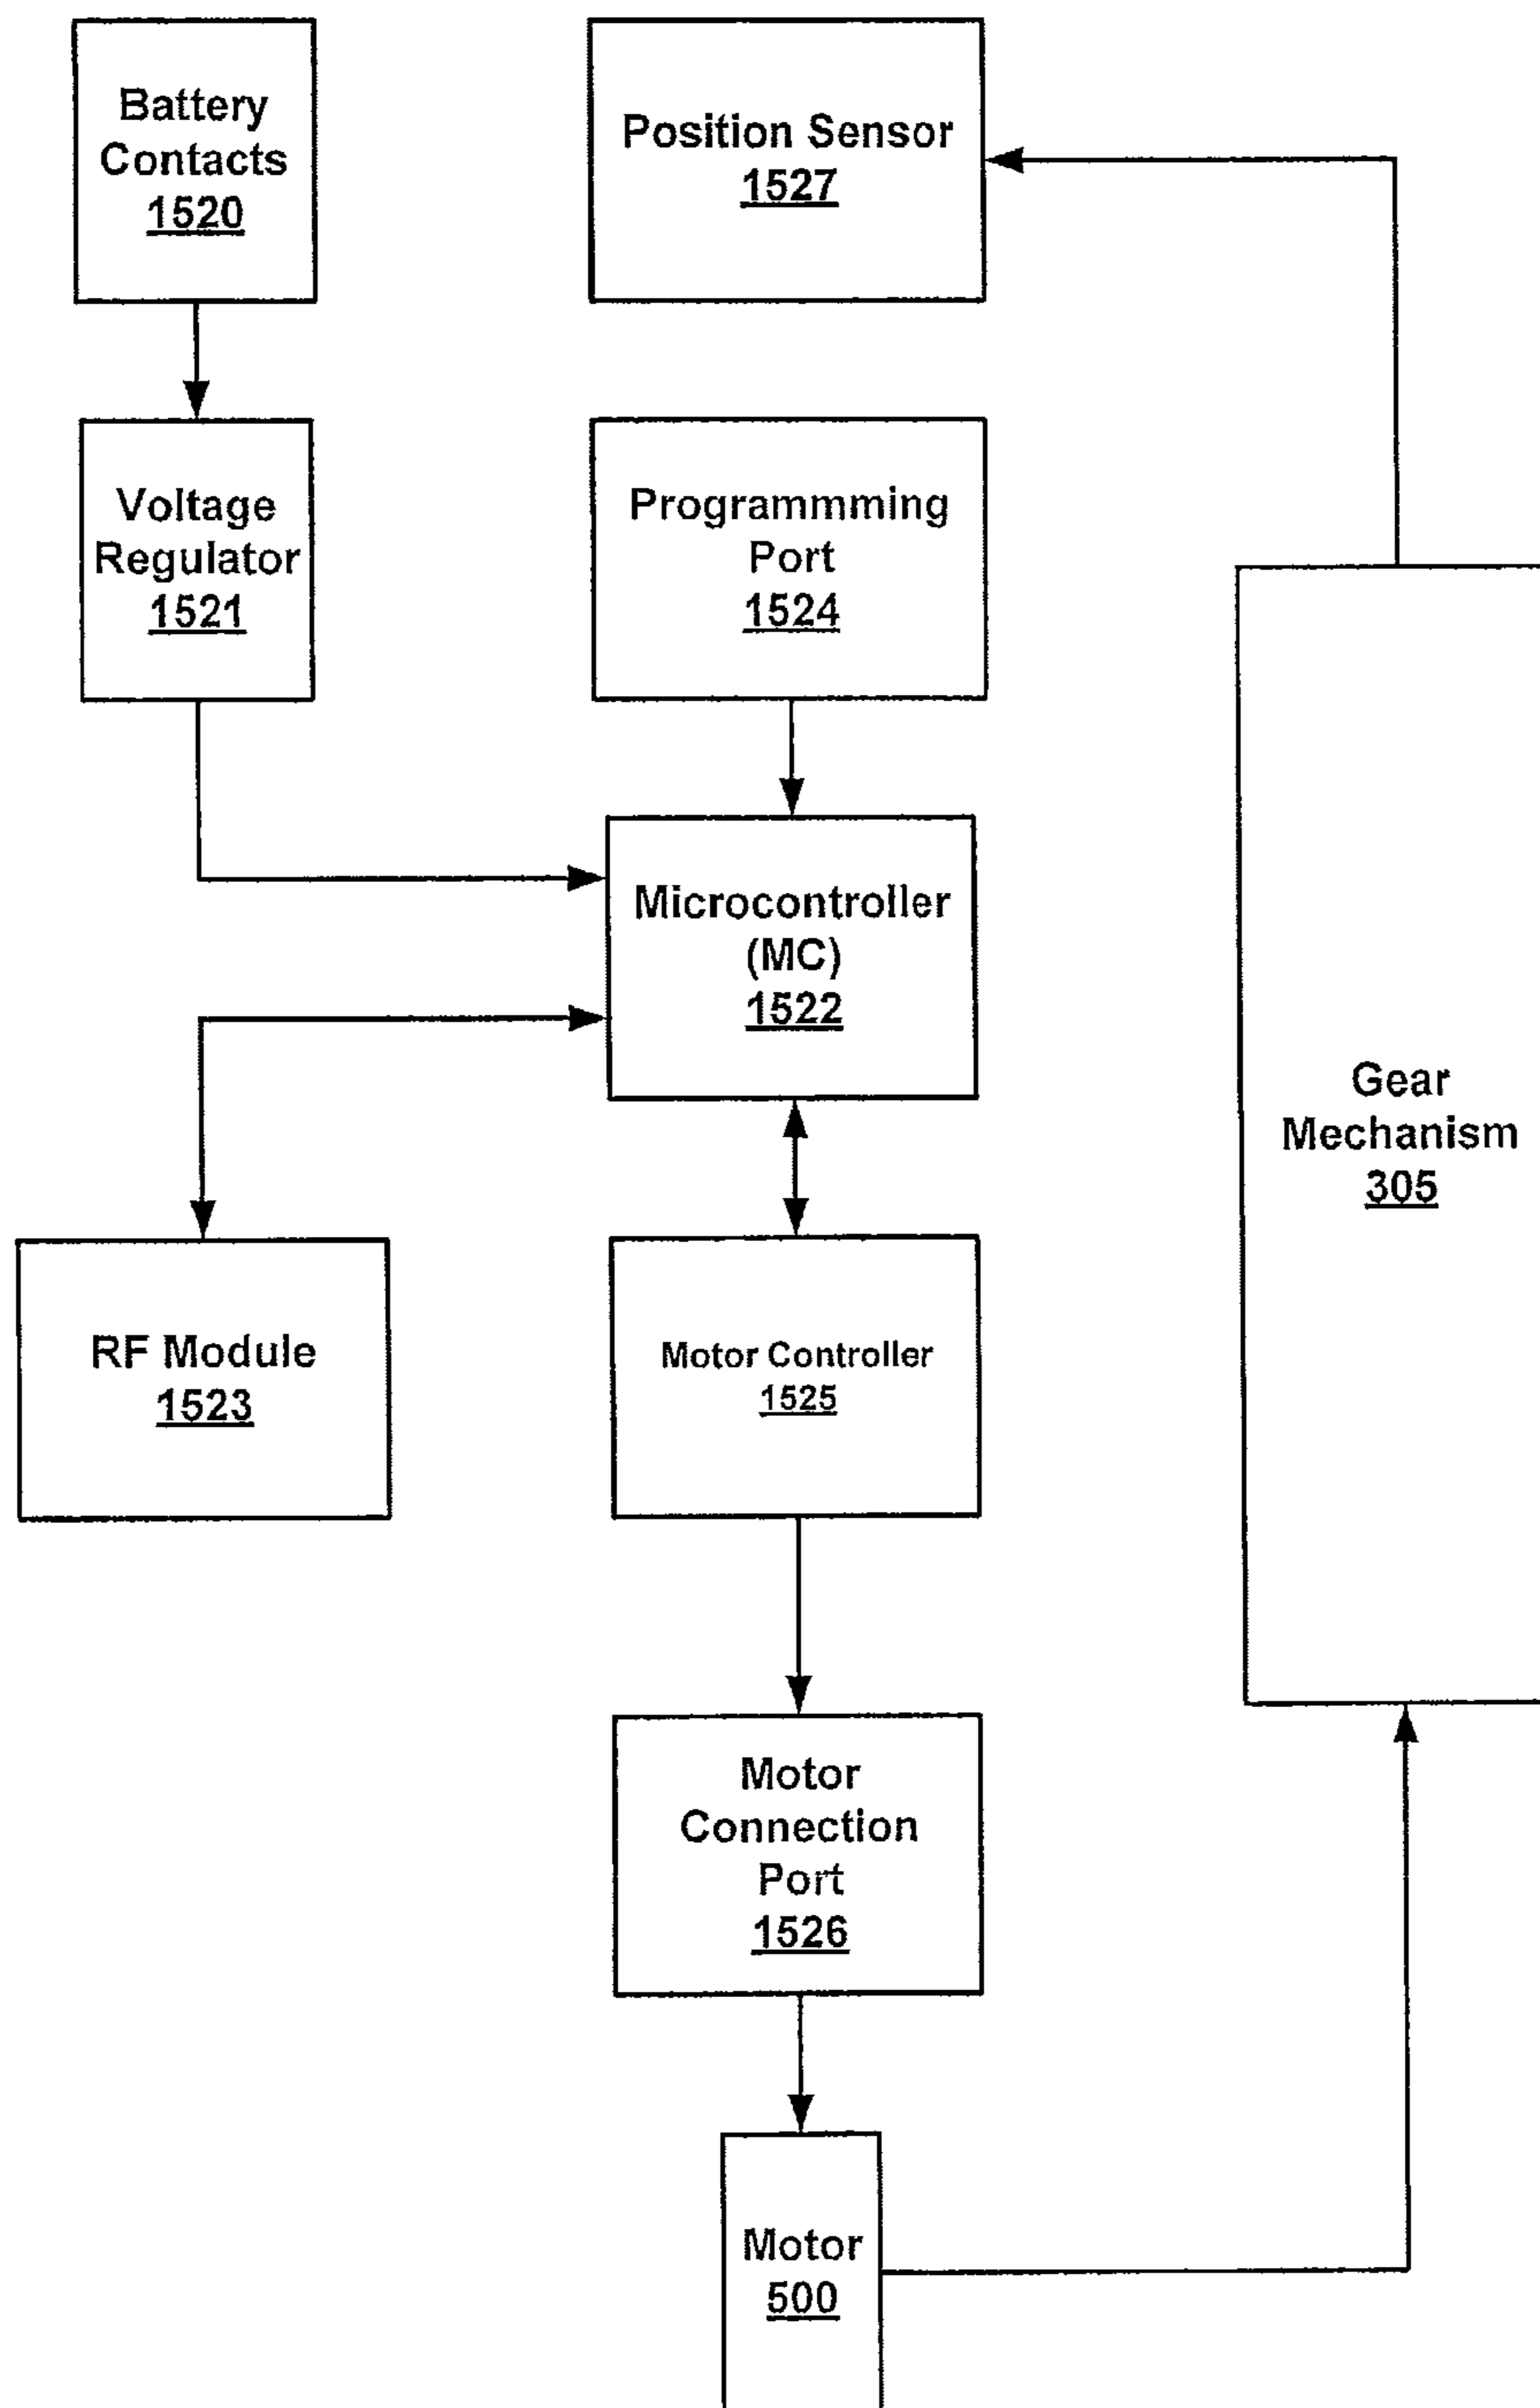 Battery
Contacts
1520
Position Sensor
1527
Voltage
Regulator
1521
Programmming
Port
1524
Microcontroller
(MC)
1522
Gear
Mechanism
305
RF Module
1523
Motor Controller
1525
Motor
Connection
Port
1526
Motor
500